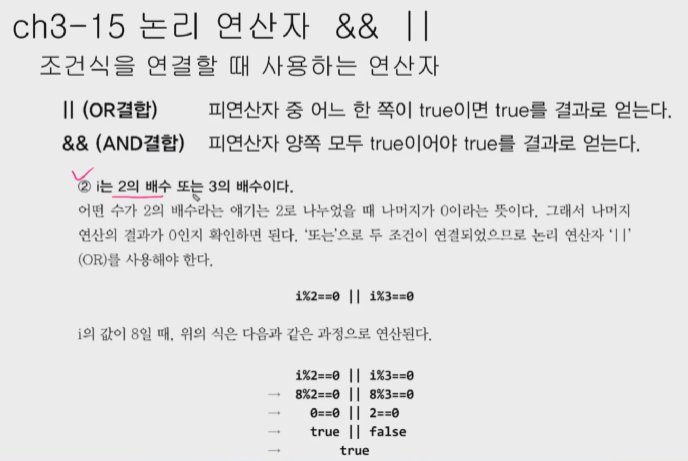 ch3-15 논리 연산자 && ||
조건식을 연결할 때 사용하는 연산자
|| (OR결합) 피연산자 중 어느 한 쪽이 true이면 true를 결과로 얻는다.
&& (AND결합) 피연산자 양쪽 모두 true이어야 true를 결과로 얻는다.
② i는 2의 배수 또는 3의 배수이다.
어떤 수가 2의 배수라는 얘기는 2로 나누었을 때 나머지가 0이라는 뜻이다. 그래서 나머지
연산의 결과가 0인지 확인하면 된다. '또는'으로 두 조건이 연결되었으므로 논리 연산자 '||'
(OR)를 사용해야 한다.
i%2==0 || i%3==0
i의 값이 8일 때, 위의 식은 다음과 같은 과정으로 연산된다.
i%2==0 || i%3==0
→ 8%2==0 || 8%3==0
→ 0==0 || 2==0
→ true || false
→ true